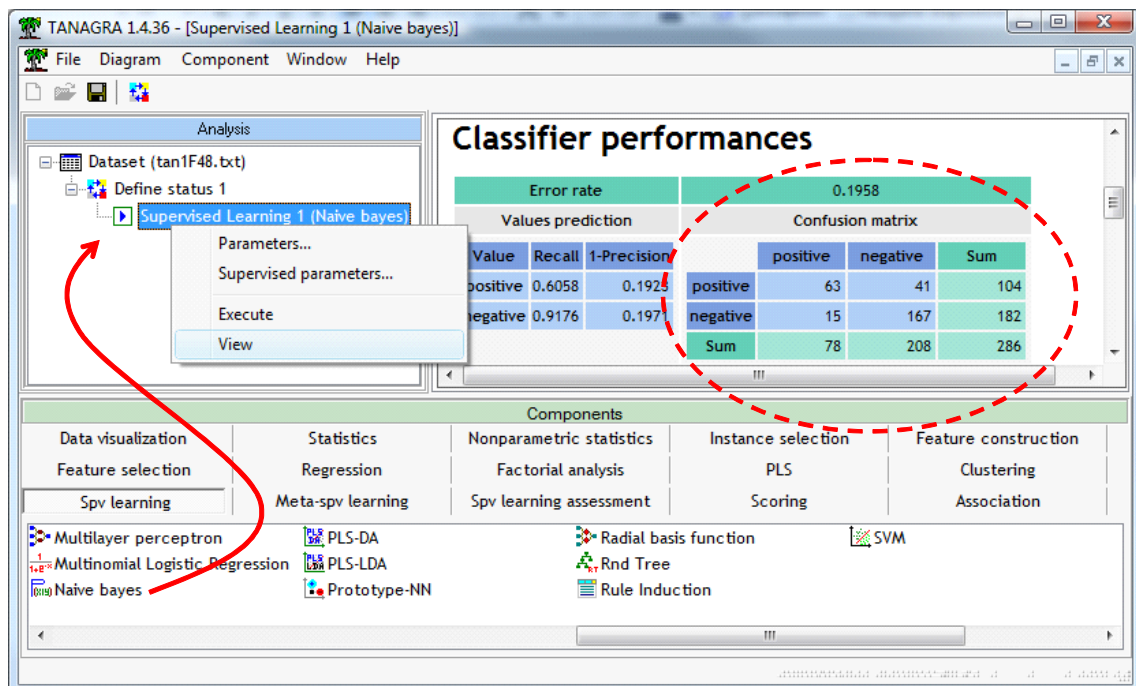 TANAGRA 1.4.36 - [Supervised Learning 1 (Naive bayes)]
File Diagram Component Window Help
Analysis
Dataset (tan1F48.txt)
Define status 1
Supervised Learning 1 (Naive bayes)
Parameters...
Supervised parameters...
Execute
View
Classifier performances
Error rate 0.1958
Values prediction Confusion matrix
Value Recall 1-Precision positive negative Sum
positive 0.6058 0.1923 positive 63 41 104
negative 0.9176 0.1971 negative 15 167 182
Sum 78 208 286
Components
Data visualization Statistics Nonparametric statistics Instance selection Feature construction
Feature selection Regression Factorial analysis PLS Clustering
Spv learning Meta-spv learning Spv learning assessment Scoring Association
Multilayer perceptron PLS-DA Radial basis function SVM
Multinomial Logistic Regression PLS-LDA Rnd Tree
Naive bayes Prototype-NN Rule Induction